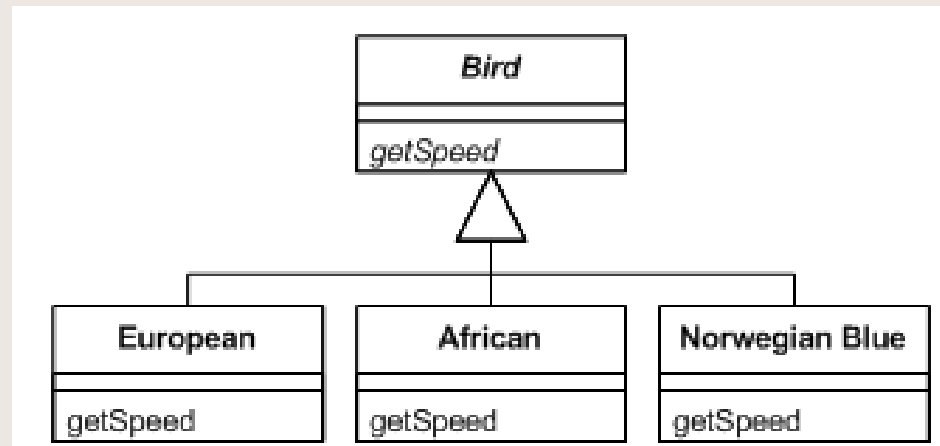 Bird
getSpeed
European
African
Norwegian Blue
getSpeed
getSpeed
getSpeed